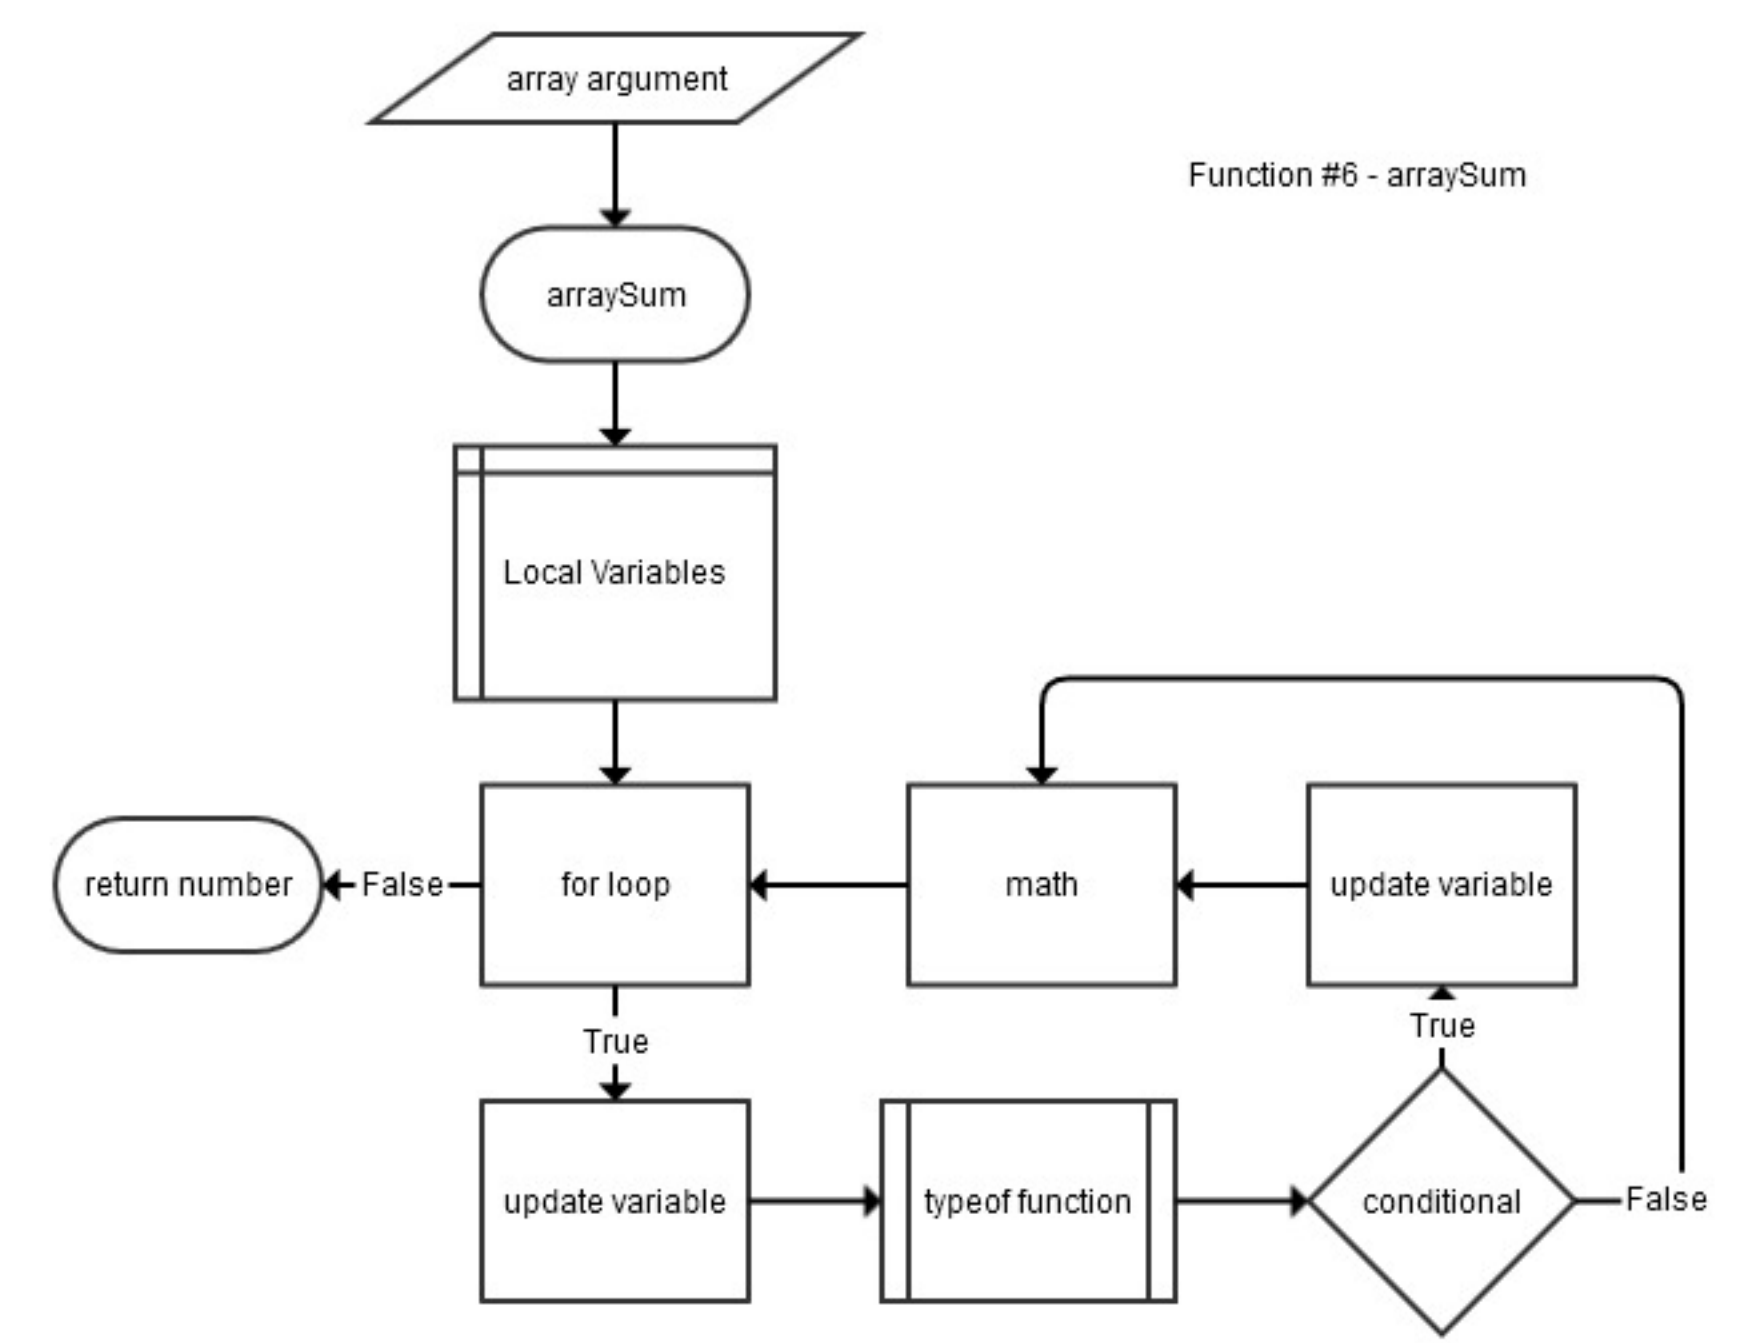 array argument
Function #6 - arraySum
arraySum
Local Variables
return number
False
for loop
math
update variable
True
True
update variable
typeof function
conditional
False